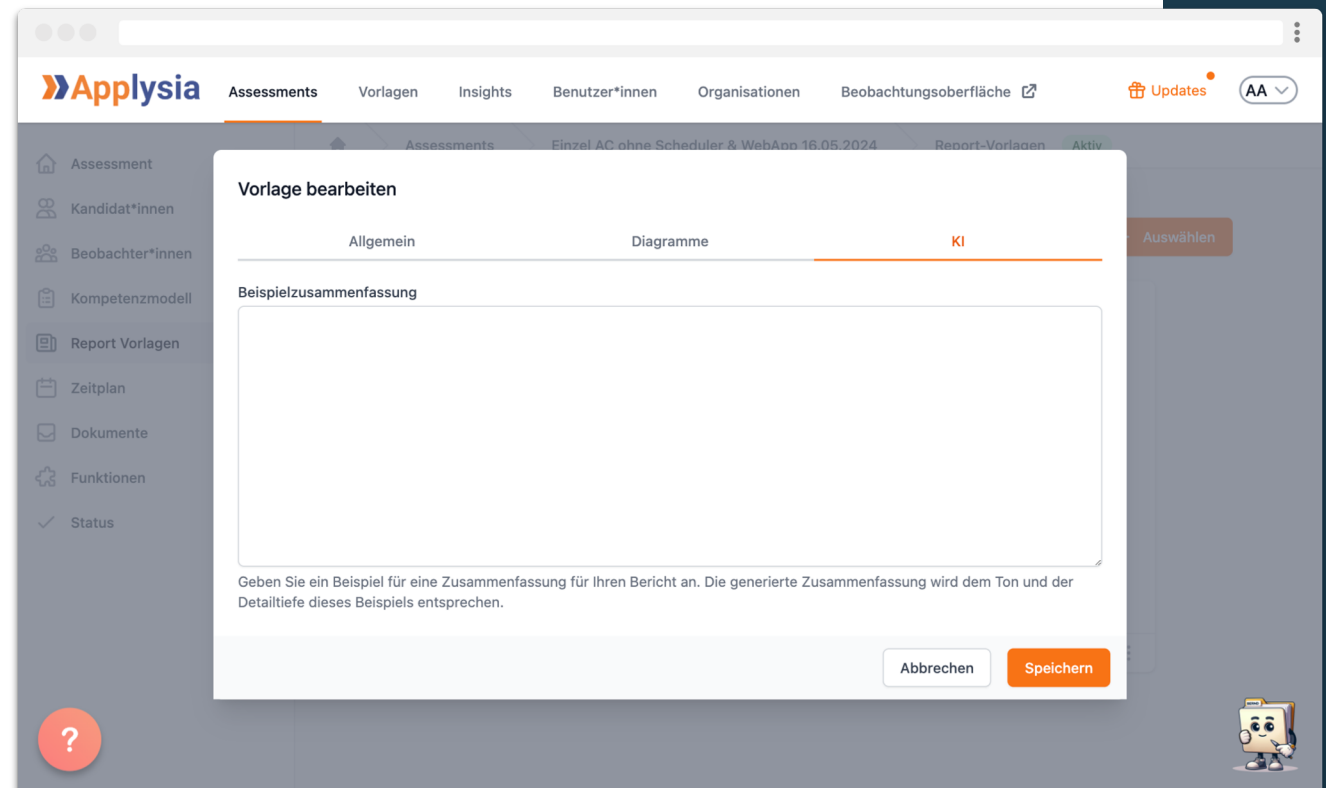 Applysia
Assessments
Vorlagen
Insights
Benutzer*innen
Organisationen
Beobachtungsoberfläche
Updates
AA
Assessments
Einzel AC ohne Scheduler & WebApp 16.05.2024
Report-Vorlagen
Aktiv
Assessment
Kandidat*innen
Beobachter*innen
Kompetenzmodell
Report Vorlagen
Zeitplan
Dokumente
Funktionen
Status
Auswählen
Vorlage bearbeiten
Allgemein
Diagramme
KI
Beispielzusammenfassung
Geben Sie ein Beispiel für eine Zusammenfassung für Ihren Bericht an. Die generierte Zusammenfassung wird dem Ton und der
Detailtiefe dieses Beispiels entsprechen.
Abbrechen
Speichern
?